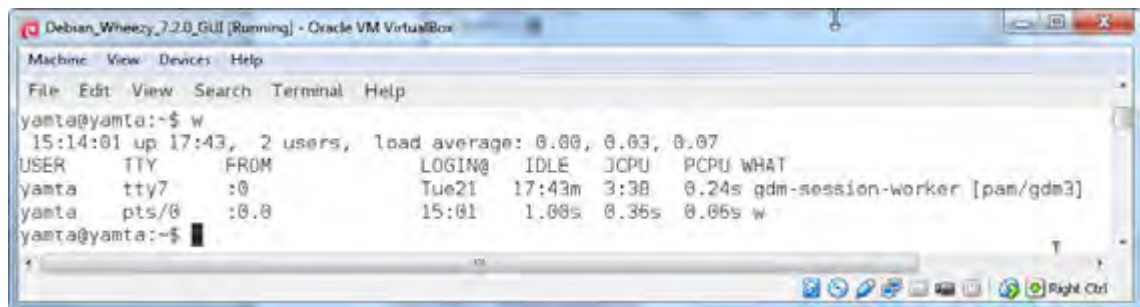 Debian_Wheezy_7.2.0_GUI [Running] - Oracle VM VirtualBox
Machine View Devices Help
File Edit View Search Terminal Help
yamta@yamta:~$ w
15:14:01 up 17:43, 2 users, load average: 0.00, 0.03, 0.07
USER TTY FROM LOGIN@ IDLE JCPU PCPU WHAT
yamta tty7 :0 Tue21 17:43m 3:38 0.24s gdm-session-worker [pam/gdm3]
yamta pts/0 :0.0 15:01 1.00s 0.36s 0.06s w
yamta@yamta:~$
Right Ctrl